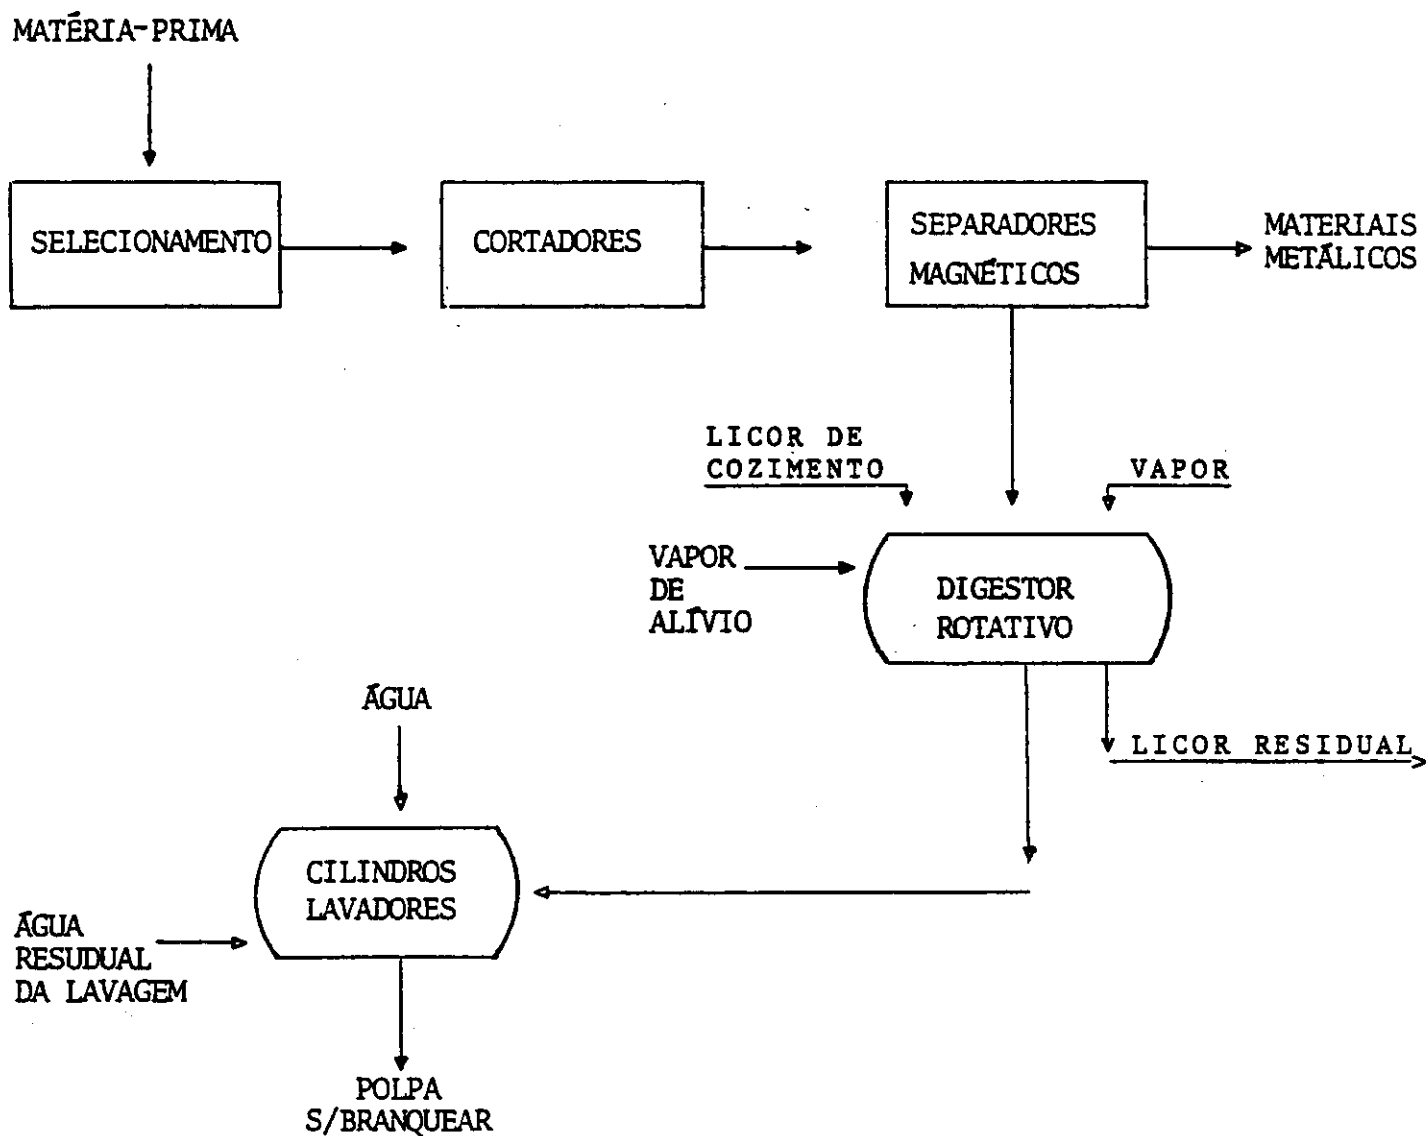 MATÉRIA-PRIMA
SELECIONAMENTO
CORTADORES
SEPARADORES
MAGNÉTICOS
MATERIAIS
METÁLICOS
LICOR DE
COZIMENTO
VAPOR
VAPOR
DE
ALÍVIO
DIGESTOR
ROTATIVO
LICOR RESIDUAL
ÁGUA
CILINDROS
LAVADORES
ÁGUA
RESUDUAL
DA LAVAGEM
POLPA
S/BRANQUEAR